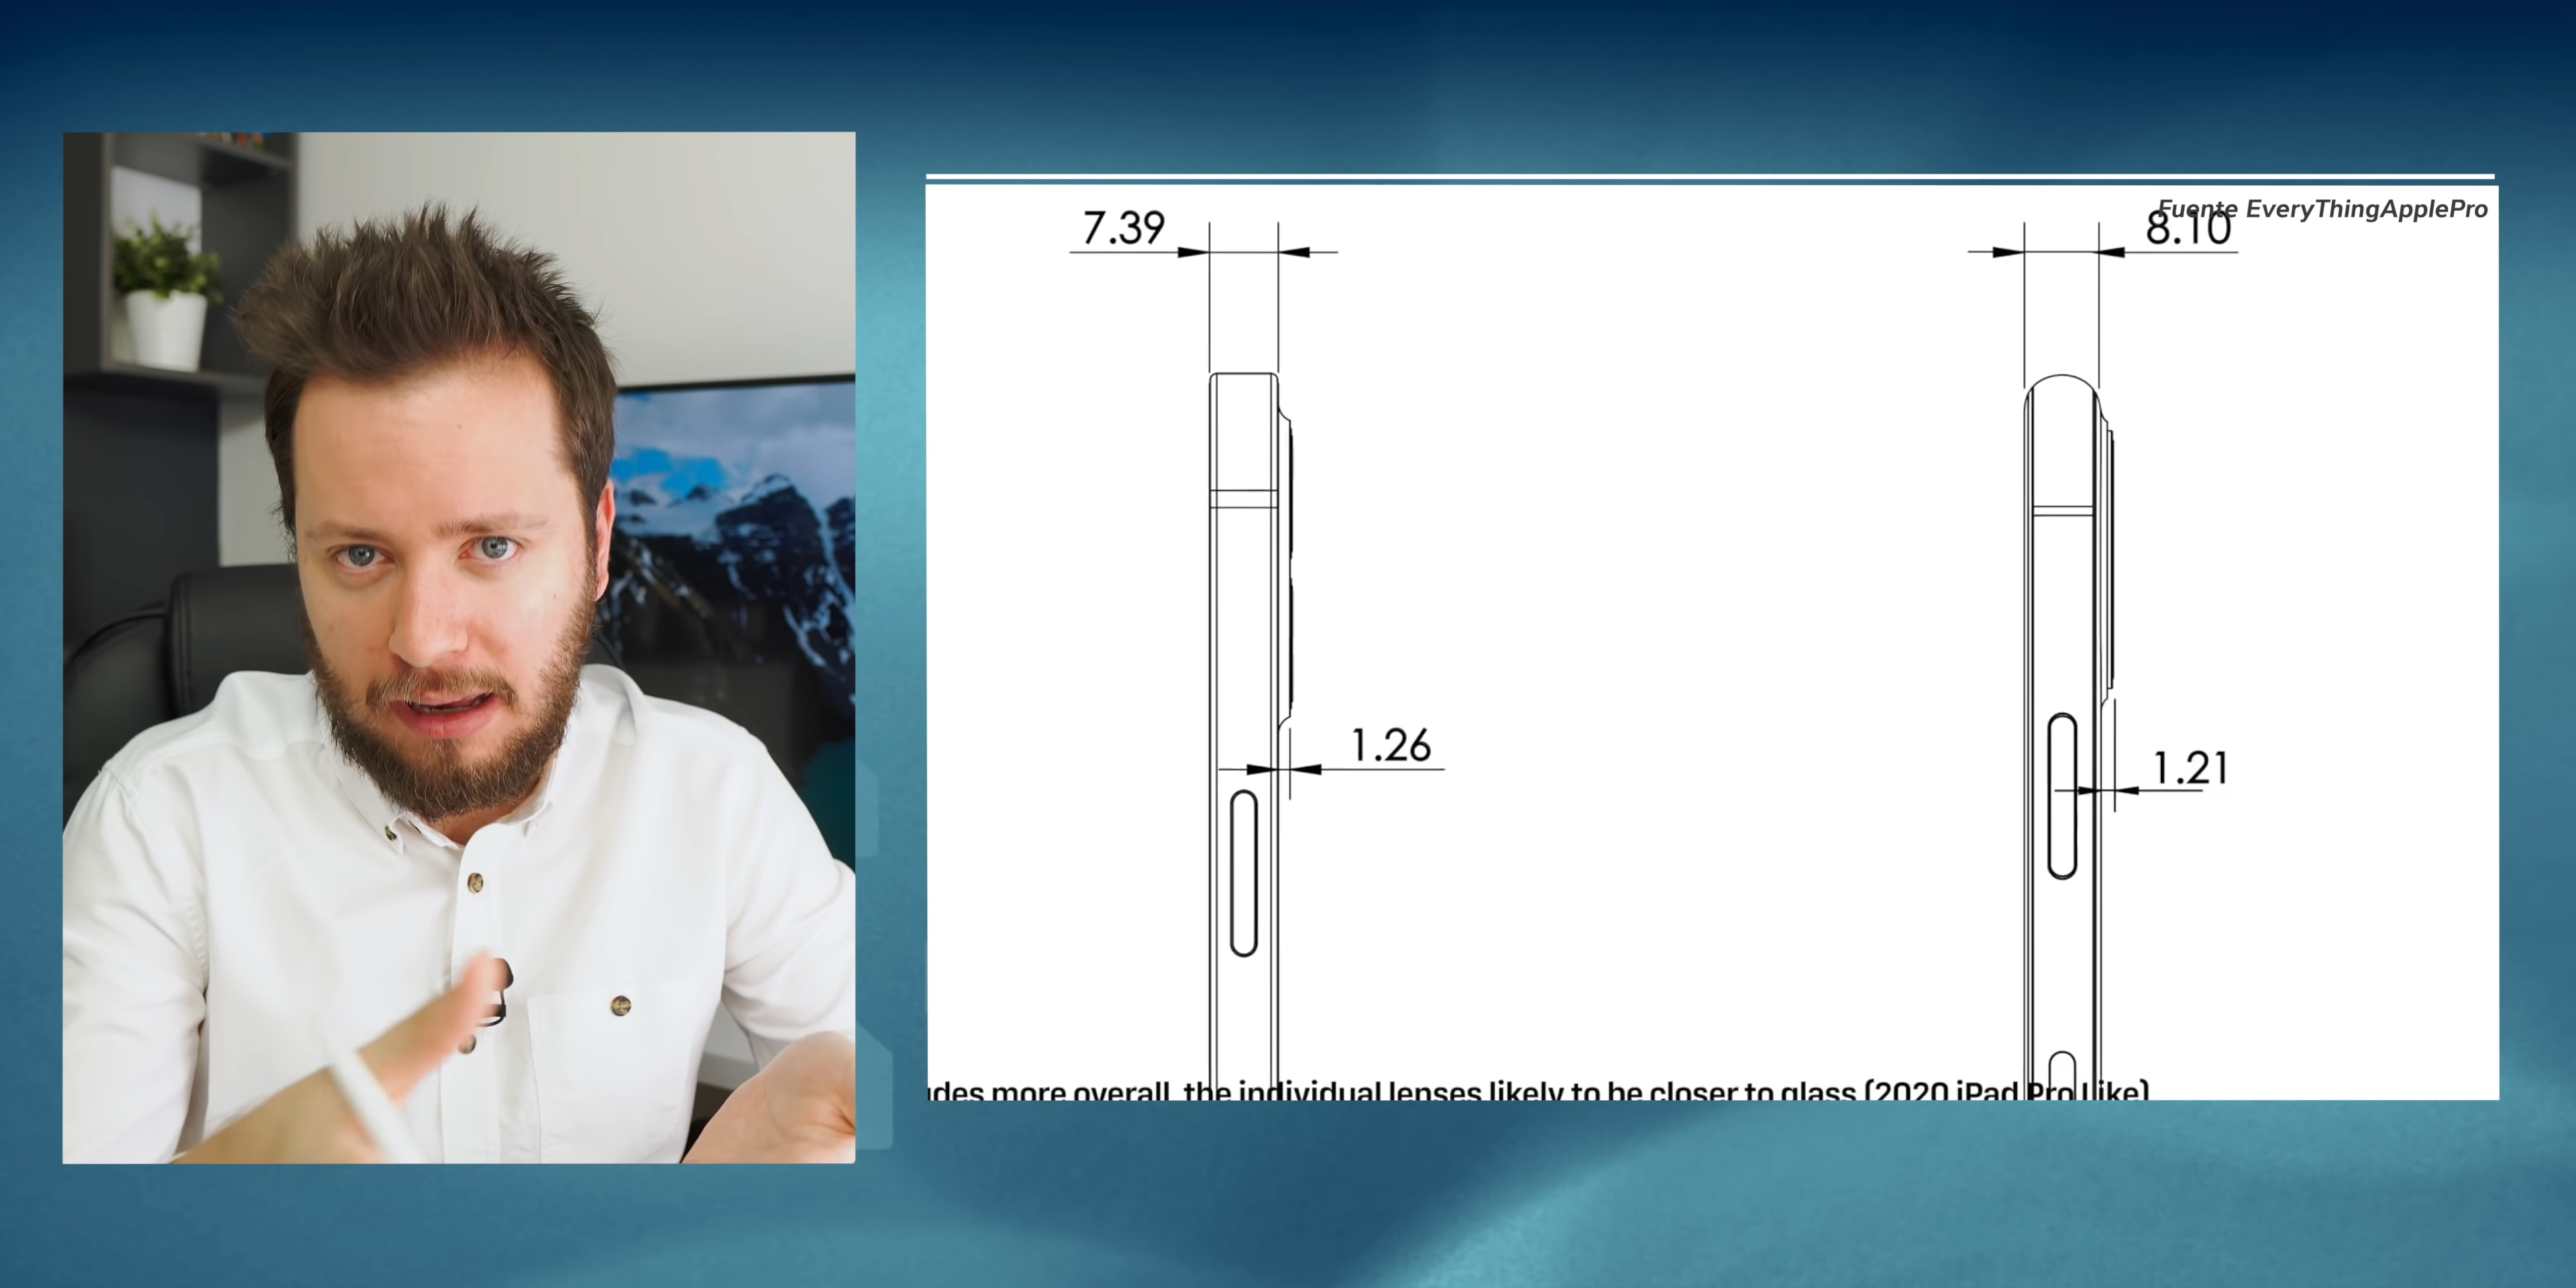 Fuente EveryThingApplePro
7.39
8.10
1.26
1.21
des more overall, the individual lenses likely to be closer to glass (2020 iPad Pro Like)